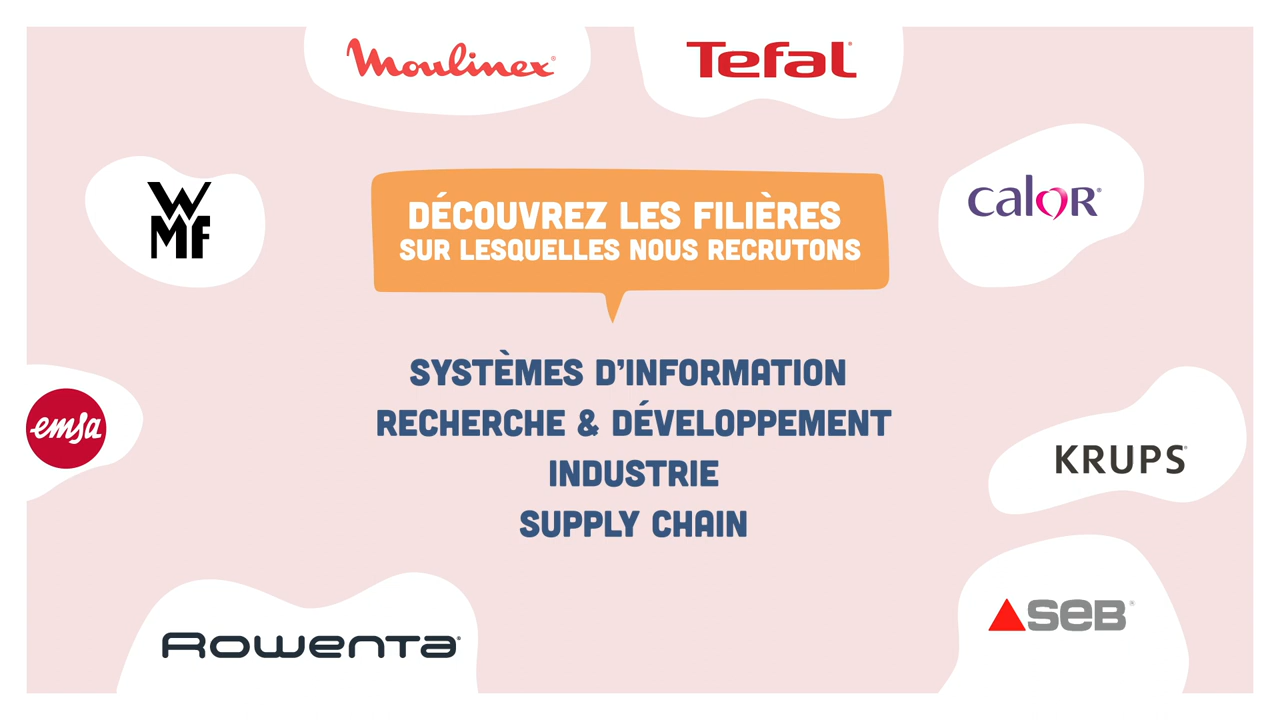 Moulinex
Tefal
WMF
calor
DÉCOUVREZ LES FILIÈRES
SUR LESQUELLES NOUS RECRUTONS
SYSTÈMES D'INFORMATION
RECHERCHE & DÉVELOPPEMENT
INDUSTRIE
SUPPLY CHAIN
emsa
KRUPS
Rowenta
SEB